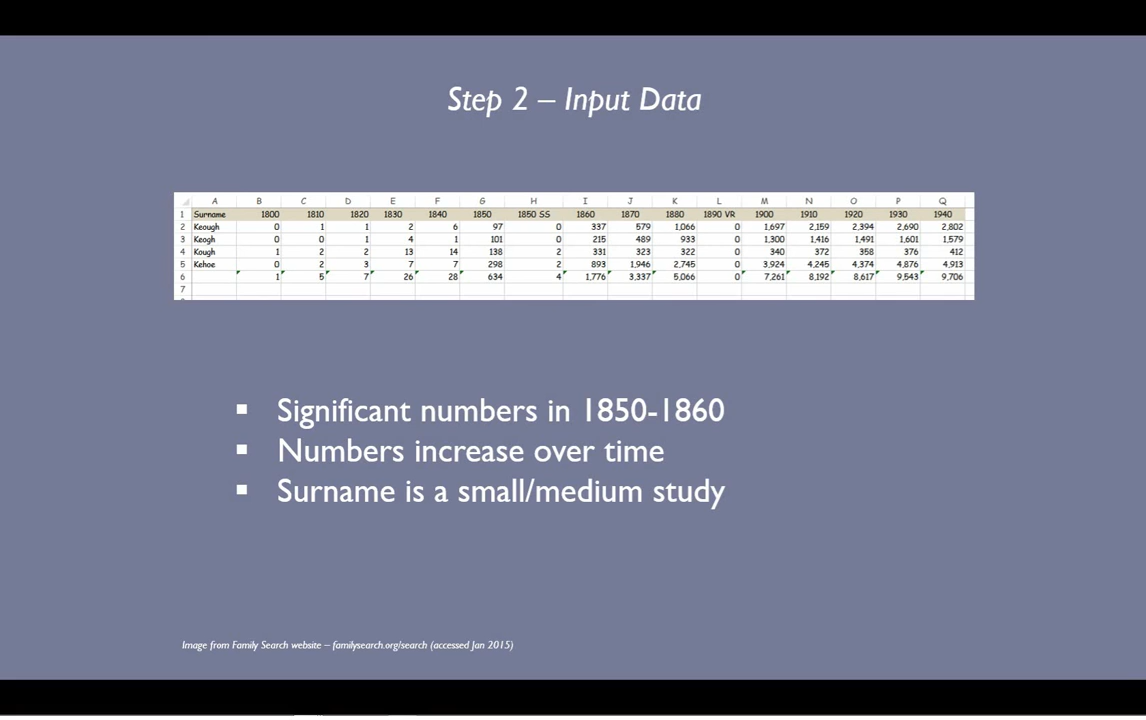 Step 2 – Input Data
A B C D E F G H I J K L M N O P Q
1 Surname 1800 1810 1820 1830 1840 1850 1850 SS 1860 1870 1880 1890 VR 1900 1910 1920 1930 1940
2 Keough 0 1 1 2 6 97 0 337 579 1,066 0 1,697 2,159 2,394 2,690 2,802
3 Keogh 0 0 1 4 1 101 0 215 489 933 0 1,300 1,416 1,491 1,601 1,579
4 Kough 1 2 2 13 14 138 2 331 323 322 0 340 372 358 376 412
5 Kehoe 0 2 3 7 7 298 2 893 1,946 2,745 0 3,924 4,245 4,374 4,876 4,913
6 1 5 7 26 28 634 4 1,776 3,337 5,066 0 7,261 8,192 8,617 9,543 9,706
7
▪ Significant numbers in 1850-1860
▪ Numbers increase over time
▪ Surname is a small/medium study
Image from Family Search website – familysearch.org/search (accessed Jan 2015)